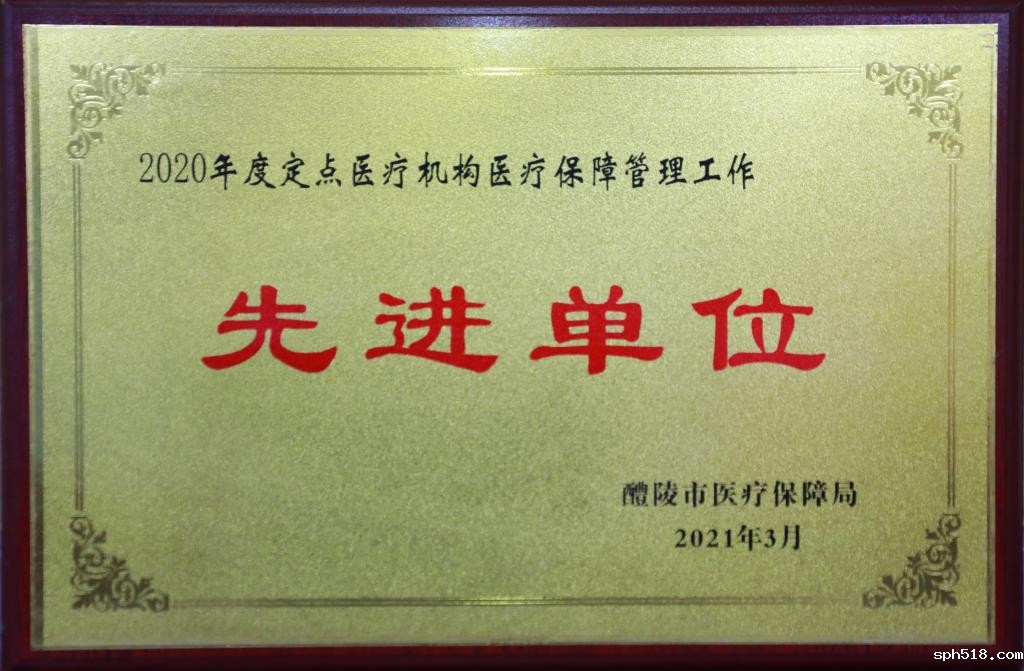 2020年度定点医疗机构医疗保障管理工作
先进单位
醴陵市医疗保障局
2021年3月
sph518.com